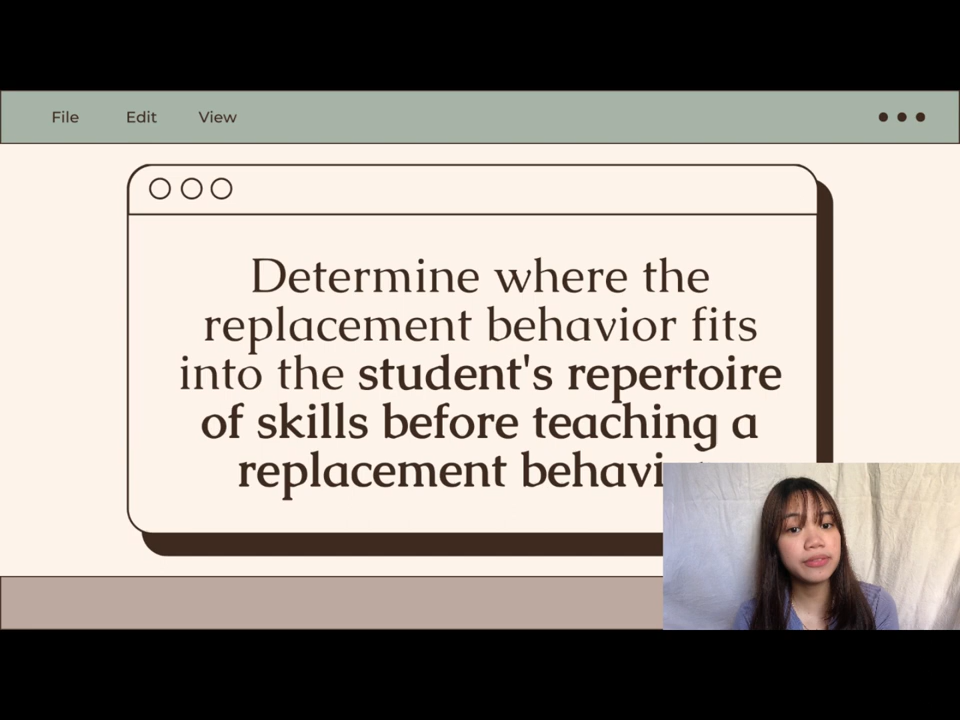 File Edit View
Determine where the
replacement behavior fits
into the student's repertoire
of skills before teaching a
replacement